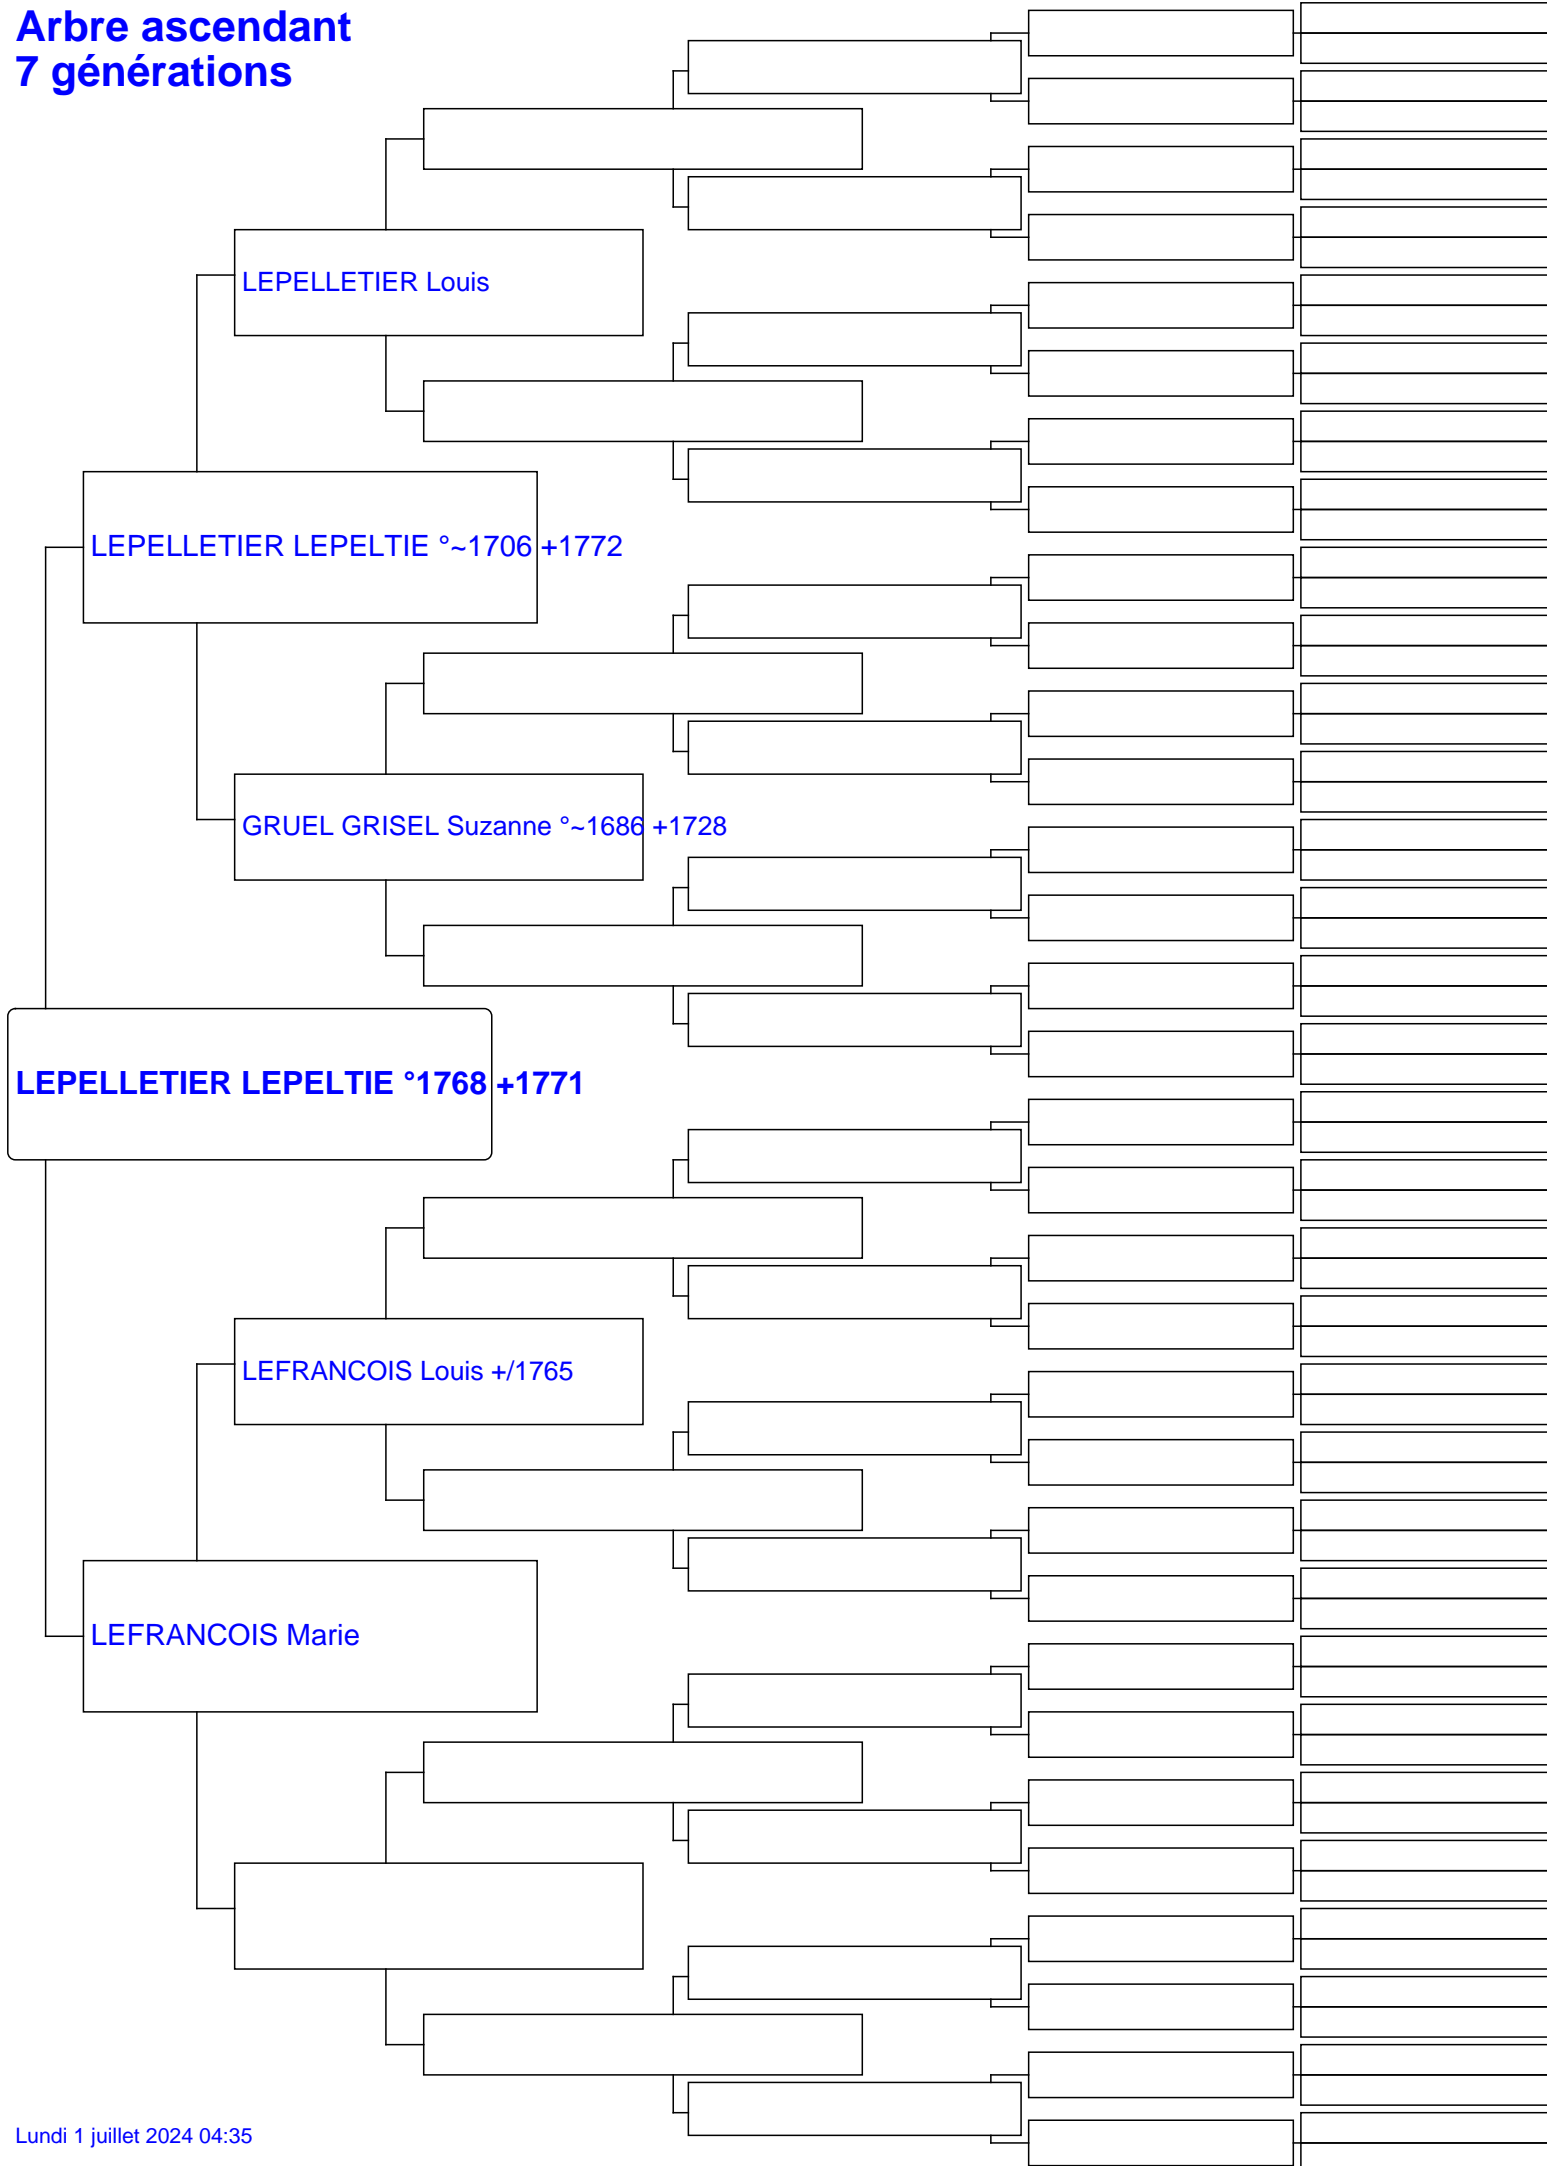 Arbre ascendant
7 générations
LEPELLETIER Louis
LEPELLETIER LEPELTIE °~1706 +1772
GRUEL GRISEL Suzanne °~1686 +1728
LEPELLETIER LEPELTIE °1768 +1771
LEFRANCOIS Louis +/1765
LEFRANCOIS Marie
Lundi 1 juillet 2024 04:35